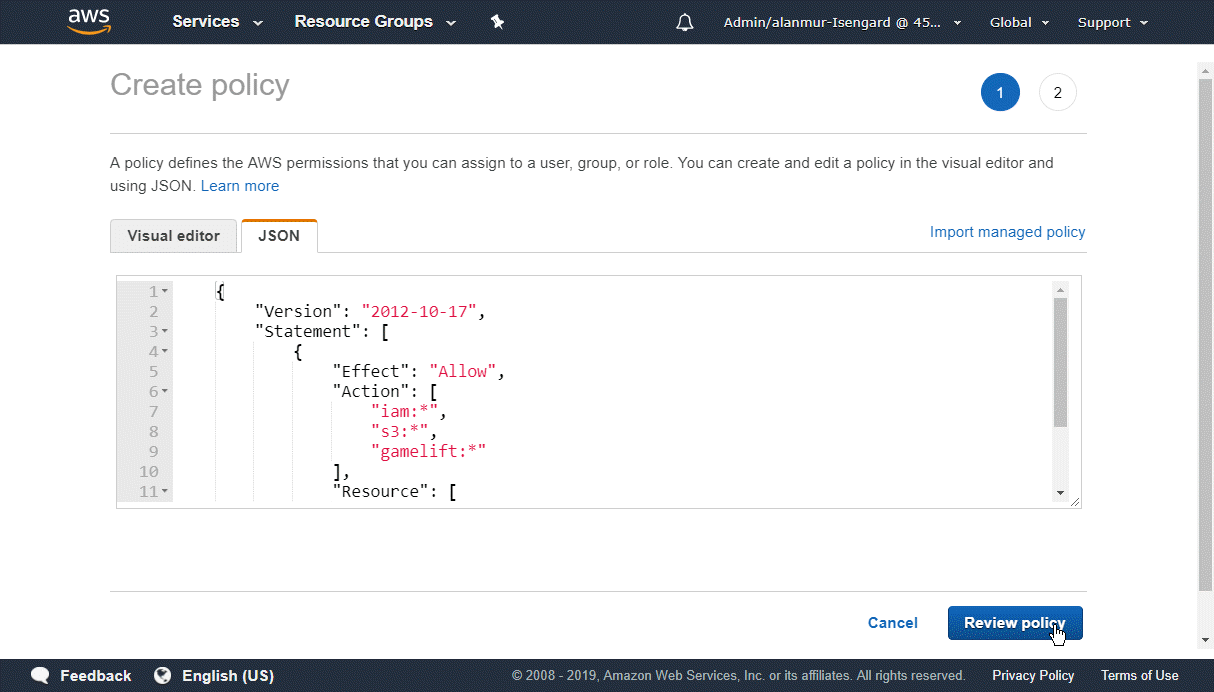 aws Services Resource Groups Admin/alanmur-Isengard @ 45... Global Support
Create policy
1 2
A policy defines the AWS permissions that you can assign to a user, group, or role. You can create and edit a policy in the visual editor and
using JSON. Learn more
Visual editor JSON Import managed policy
1 {
2 "Version": "2012-10-17",
3 "Statement": [
4 {
5 "Effect": "Allow",
6 "Action": [
7 "iam:*",
8 "s3:*",
9 "gamelift:*"
10 ],
11 "Resource": [
Cancel Review policy
Feedback English (US) © 2008 - 2019, Amazon Web Services, Inc. or its affiliates. All rights reserved. Privacy Policy Terms of Use